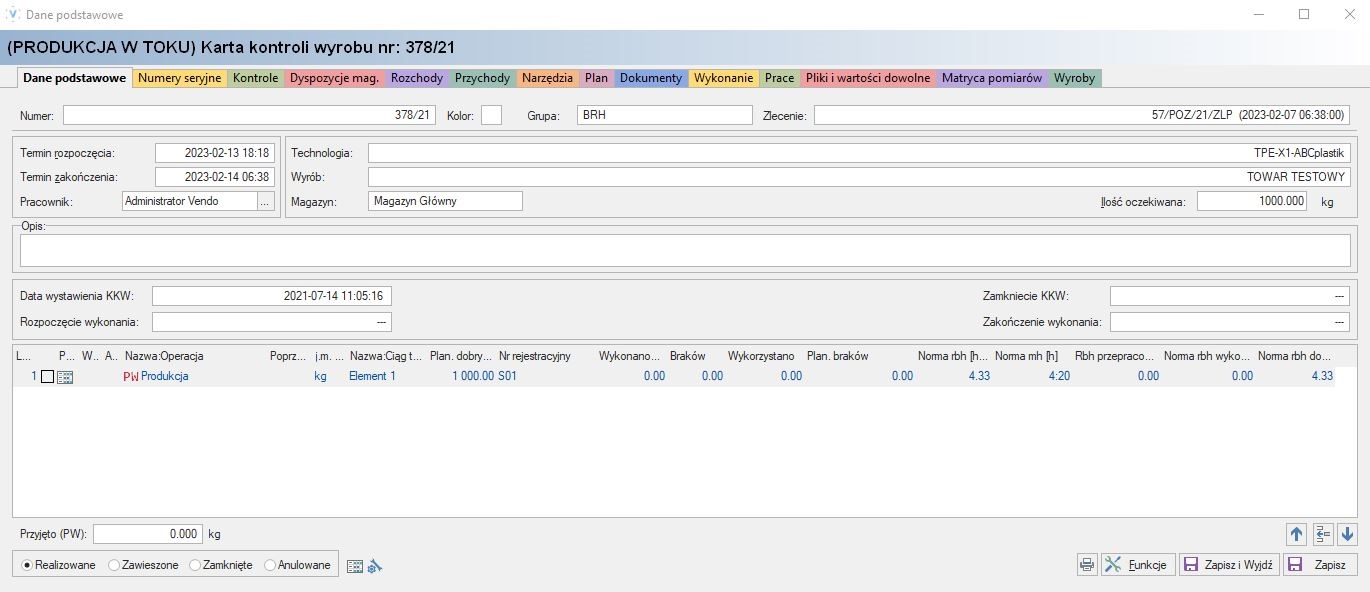 Dane podstawowe
(PRODUKCJA W TOKU) Karta kontroli wyrobu nr: 378/21
Dane podstawowe Numery seryjne Kontrole Dyspozycje mag. Rozchody Przychody Narzędzia Plan Dokumenty Wykonanie Prace Pliki i wartości dowolne Matryca pomiarów Wyroby
Numer: 378/21 Kolor: Grupa: BRH Zlecenie: 57/POZ/21/ZLP (2023-02-07 06:38:00)
Termin rozpoczęcia: 2023-02-13 18:18 Technologia: TPE-X1-ABCplastik
Termin zakończenia: 2023-02-14 06:38 Wyrób: TOWAR TESTOWY
Pracownik: Administrator Vendo ... Magazyn: Magazyn Główny Ilość oczekiwana: 1000.000 kg
Opis:
Data wystawienia KKW: 2021-07-14 11:05:16 Zamkniecie KKW: ---
Rozpoczęcie wykonania: --- Zakończenie wykonania: ---
L... P... W.. A.. Nazwa:Operacja Poprz... j.m. ... Nazwa:Ciąg t... Plan. dobry... Nr rejestracyjny Wykonano... Braków Wykorzystano Plan. braków Norma rbh [h... Norma mh [h] Rbh przepraco... Norma rbh wyko... Norma rbh do...
1 PW Produkcja kg Element 1 1 000.00 S01 0.00 0.00 0.00 0.00 4.33 4:20 0.00 0.00 4.33
Przyjęto (PW): 0.000 kg
Realizowane Zawieszone Zamknięte Anulowane Funkcje Zapisz i Wyjdź Zapisz